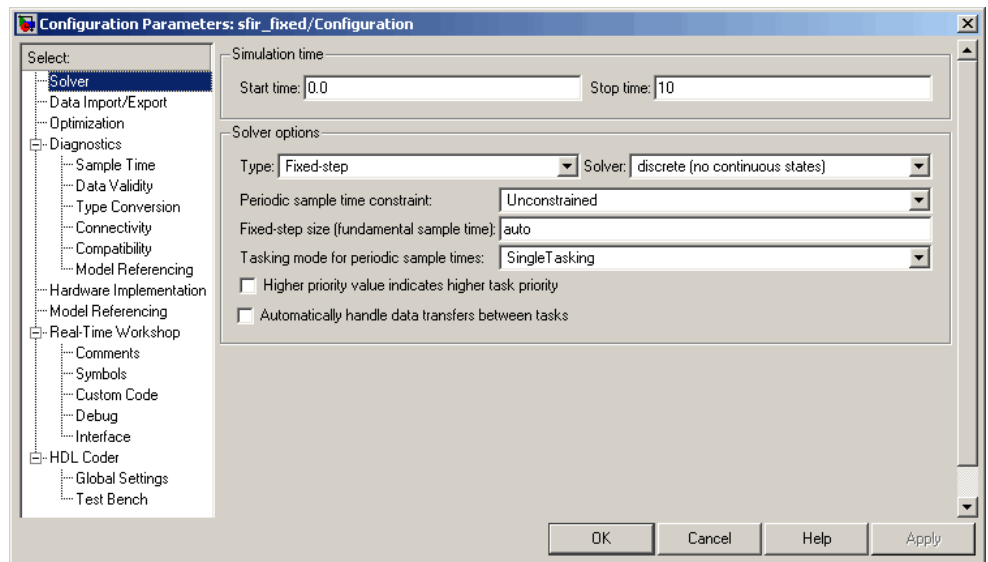 Configuration Parameters: sfir_fixed/Configuration
Select:
Solver
Data Import/Export
Optimization
Diagnostics
Sample Time
Data Validity
Type Conversion
Connectivity
Compatibility
Model Referencing
Hardware Implementation
Model Referencing
Real-Time Workshop
Comments
Symbols
Custom Code
Debug
Interface
HDL Coder
Global Settings
Test Bench
Simulation time
Start time: 0.0 Stop time: 10
Solver options
Type: Fixed-step Solver: discrete (no continuous states)
Periodic sample time constraint: Unconstrained
Fixed-step size (fundamental sample time): auto
Tasking mode for periodic sample times: SingleTasking
Higher priority value indicates higher task priority
Automatically handle data transfers between tasks
OK Cancel Help Apply